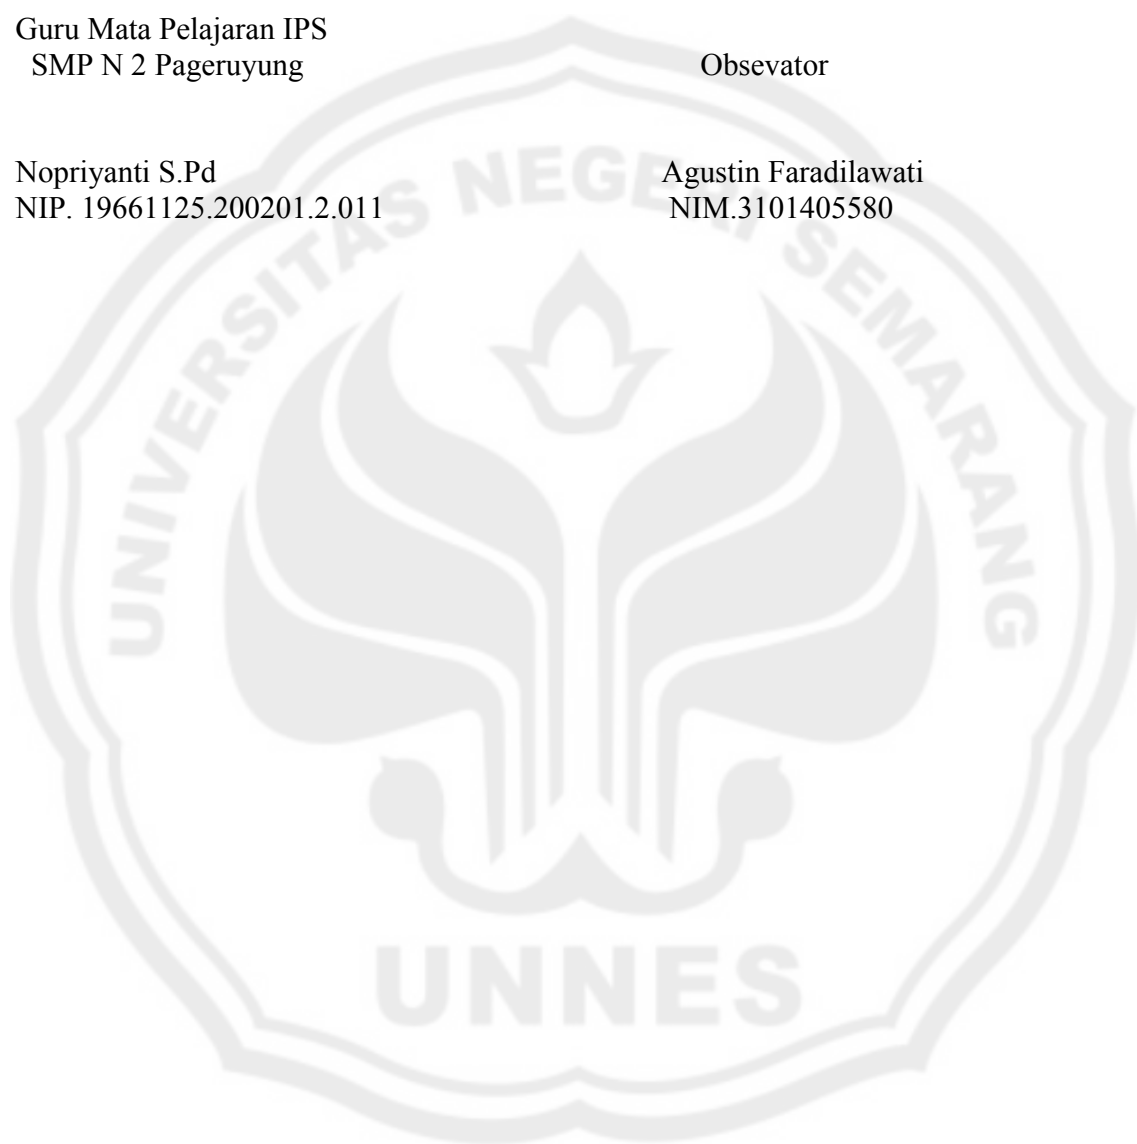 Guru Mata Pelajaran IPS
SMP N 2 Pageruyung Obsevator
Nopriyanti S.Pd Agustin Faradilawati
NIP. 19661125.200201.2.011 NIM.3101405580
UNIVERSITAS NEGERI SEMARANG
UNNES